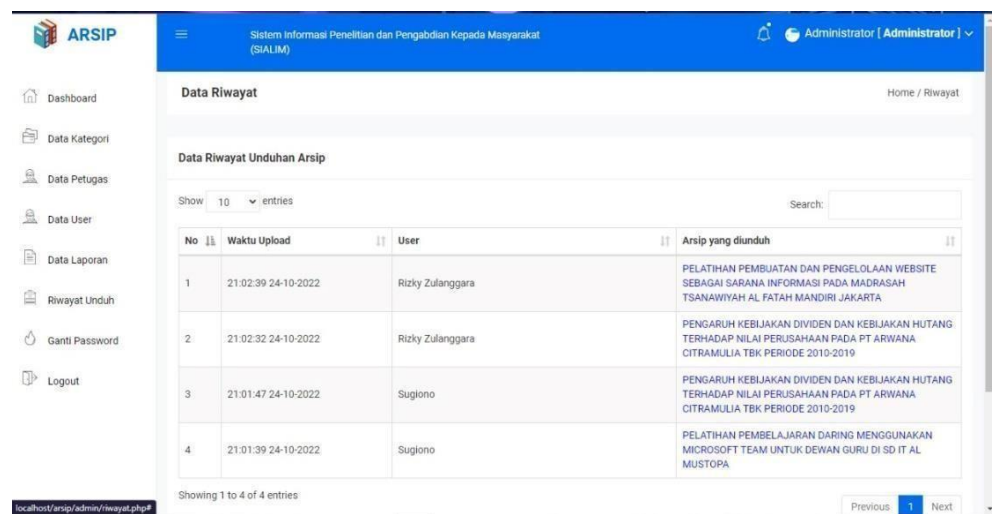 ARSIP
Sistem Informasi Penelitian dan Pengabdian Kepada Masyarakat
(SIALIM)
Administrator [ Administrator ]
Dashboard
Data Kategori
Data Petugas
Data User
Data Laporan
Riwayat Unduh
Ganti Password
Logout
Data Riwayat
Home / Riwayat
Data Riwayat Unduhan Arsip
Show 10 entries
Search:
No Waktu Upload User Arsip yang diunduh
1 21:02:39 24-10-2022 Rizky Zulanggara PELATIHAN PEMBUATAN DAN PENGELOLAAN WEBSITE
SEBAGAI SARANA INFORMASI PADA MADRASAH
TSANAWIYAH AL FATAH MANDIRI JAKARTA
2 21:02:32 24-10-2022 Rizky Zulanggara PENGARUH KEBIJAKAN DIVIDEN DAN KEBIJAKAN HUTANG
TERHADAP NILAI PERUSAHAAN PADA PT ARWANA
CITRAMULIA TBK PERIODE 2010-2019
3 21:01:47 24-10-2022 Sugiono PENGARUH KEBIJAKAN DIVIDEN DAN KEBIJAKAN HUTANG
TERHADAP NILAI PERUSAHAAN PADA PT ARWANA
CITRAMULIA TBK PERIODE 2010-2019
4 21:01:39 24-10-2022 Sugiono PELATIHAN PEMBELAJARAN DARING MENGGUNAKAN
MICROSOFT TEAM UNTUK DEWAN GURU DI SD IT AL
MUSTOPA
Showing 1 to 4 of 4 entries
Previous 1 Next
localhost/arsip/admin/riwayat.php#